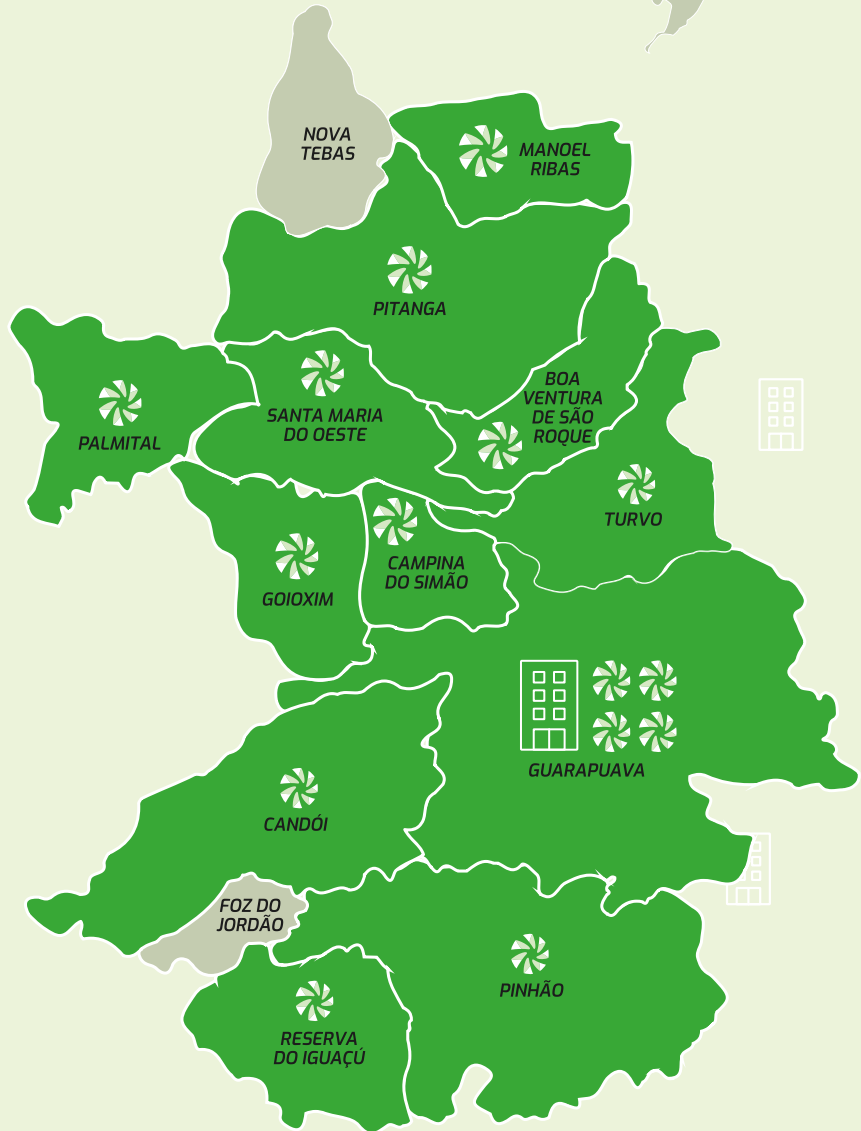 NOVA
TEBAS
MANOEL
RIBAS
PITANGA
BOA
VENTURA
DE SÃO
ROQUE
SANTA MARIA
DO OESTE
PALMITAL
TURVO
CAMPINA
DO SIMÃO
GOIOXIM
GUARAPUAVA
CANDÓI
FOZ DO
JORDÃO
PINHÃO
RESERVA
DO IGUAÇÚ